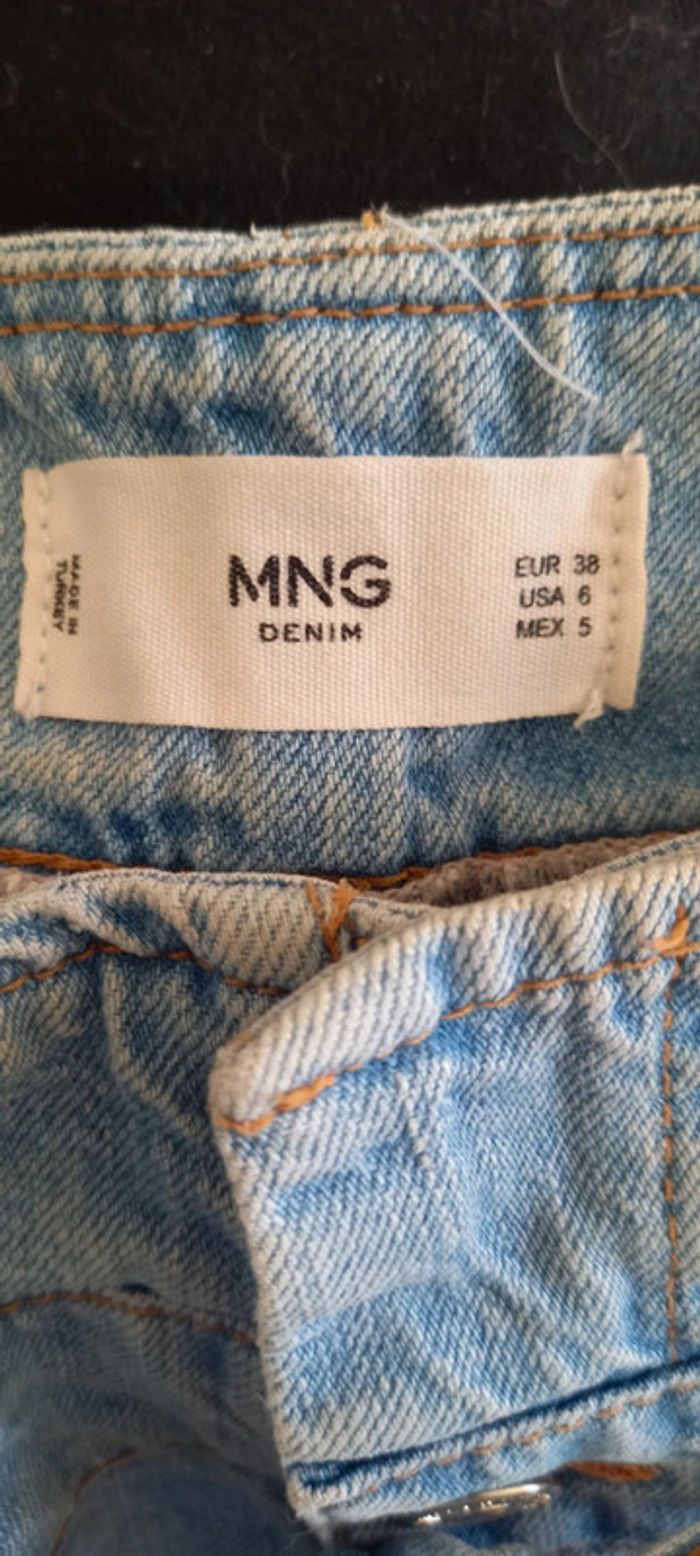 MADE IN
TURKEY
MNG
DENIM
EUR 38
USA 6
MEX 5